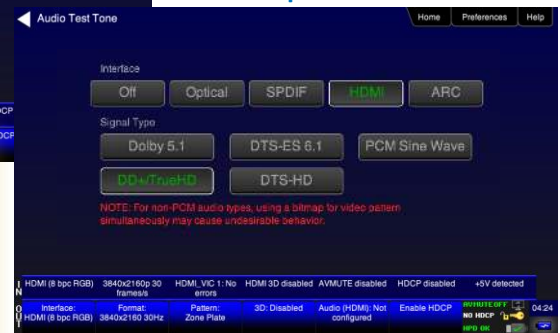 Audio Test Tone
Home Preferences Help
Interface
Off Optical SPDIF HDMI ARC
Signal Type
Dolby 5.1 DTS-ES 6.1 PCM Sine Wave
DD+/TrueHD DTS-HD
NOTE: For non-PCM audio types, using a bitmap for video pattern
simultaneously may cause undesirable behavior.
DCP
DCP
IN
HDMI (8 bpc RGB) 3840x2160p 30 HDMI_VIC 1: No HDMI 3D disabled AVMUTE disabled HDCP disabled +5V detected
frames/s errors
OUT
Interface: Format: Pattern: 3D: Disabled Audio (HDMI): Not Enable HDCP AVMUTE OFF 04:24
HDMI (8 bpc RGB) 3840x2160 30Hz Zone Plate configured NO HDCP
HPD OK